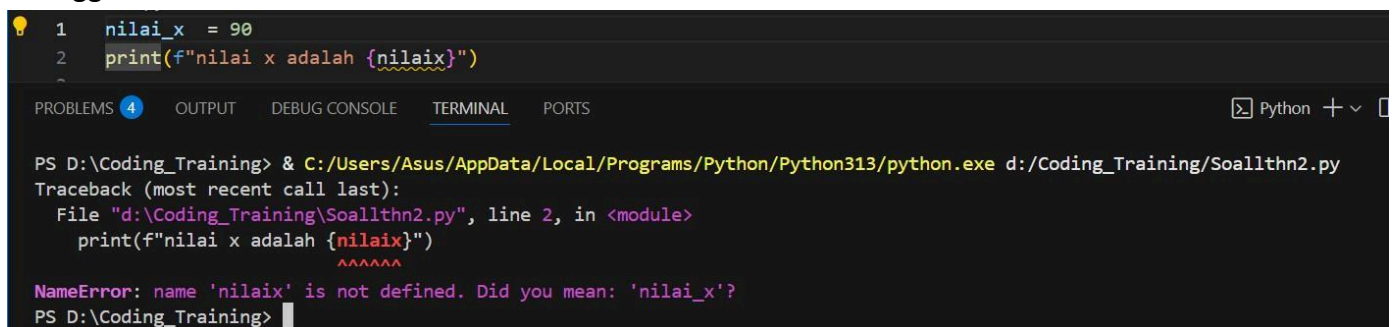 1 nilai_x = 90
2 print(f"nilai x adalah {nilaix}")
PROBLEMS 4 OUTPUT DEBUG CONSOLE TERMINAL PORTS Python
PS D:\Coding_Training> & C:/Users/Asus/AppData/Local/Programs/Python/Python313/python.exe d:/Coding_Training/Soallthn2.py
Traceback (most recent call last):
  File "d:\Coding_Training\Soallthn2.py", line 2, in <module>
    print(f"nilai x adalah {nilaix}")
                            ^^^^^^
NameError: name 'nilaix' is not defined. Did you mean: 'nilai_x'?
PS D:\Coding_Training>